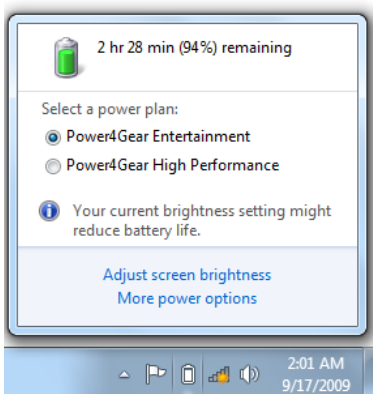 2 hr 28 min (94%) remaining
Select a power plan:
Power4Gear Entertainment
Power4Gear High Performance
Your current brightness setting might
reduce battery life.
Adjust screen brightness
More power options
2:01 AM
9/17/2009